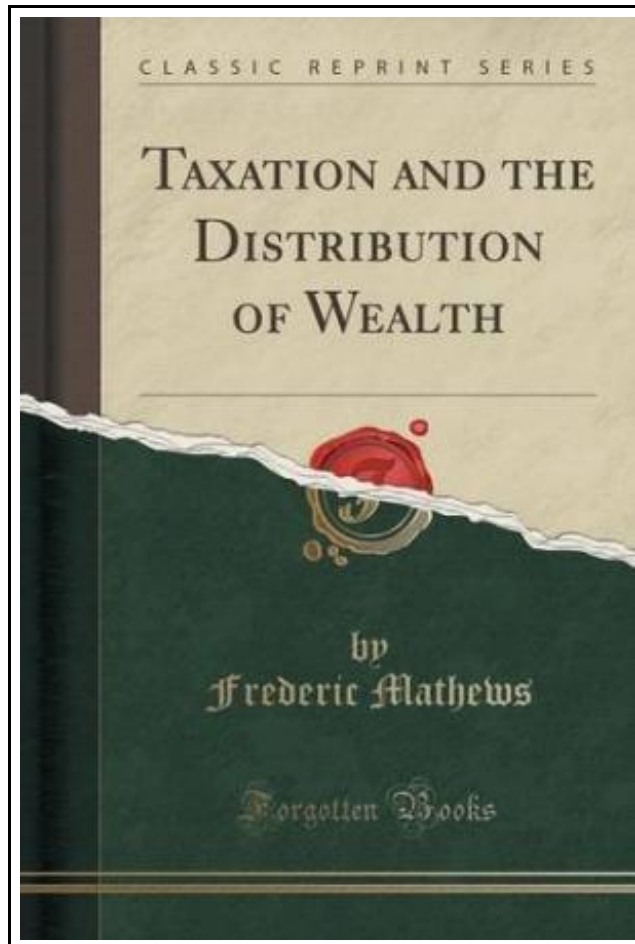 CLASSIC REPRINT SERIES
TAXATION AND THE
DISTRIBUTION
OF WEALTH
by
Frederic Mathews
Forgotten Books